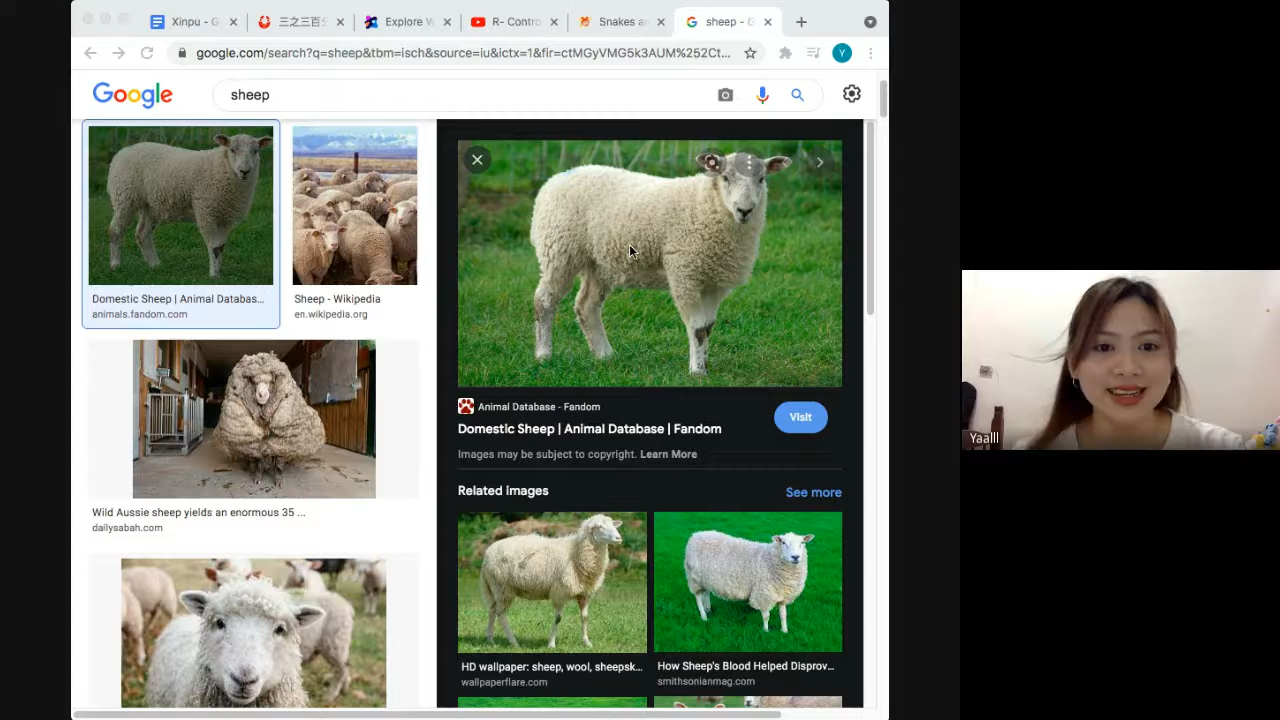 Xinpu - G
三之三百
Explore W
R- Contro
Snakes an
sheep - G
google.com/search?q=sheep&tbm=isch&source=iu&ictx=1&fir=ctMGyVMG5k3AUM%252Ct...
Y
Google
sheep
Domestic Sheep | Animal Databas...
animals.fandom.com
Sheep - Wikipedia
en.wikipedia.org
Wild Aussie sheep yields an enormous 35 ...
dailysabah.com
Animal Database - Fandom
Domestic Sheep | Animal Database | Fandom
Visit
Images may be subject to copyright. Learn More
Related images
See more
HD wallpaper: sheep, wool, sheepsk...
wallpaperflare.com
How Sheep's Blood Helped Disprov...
smithsonianmag.com
Yaalll